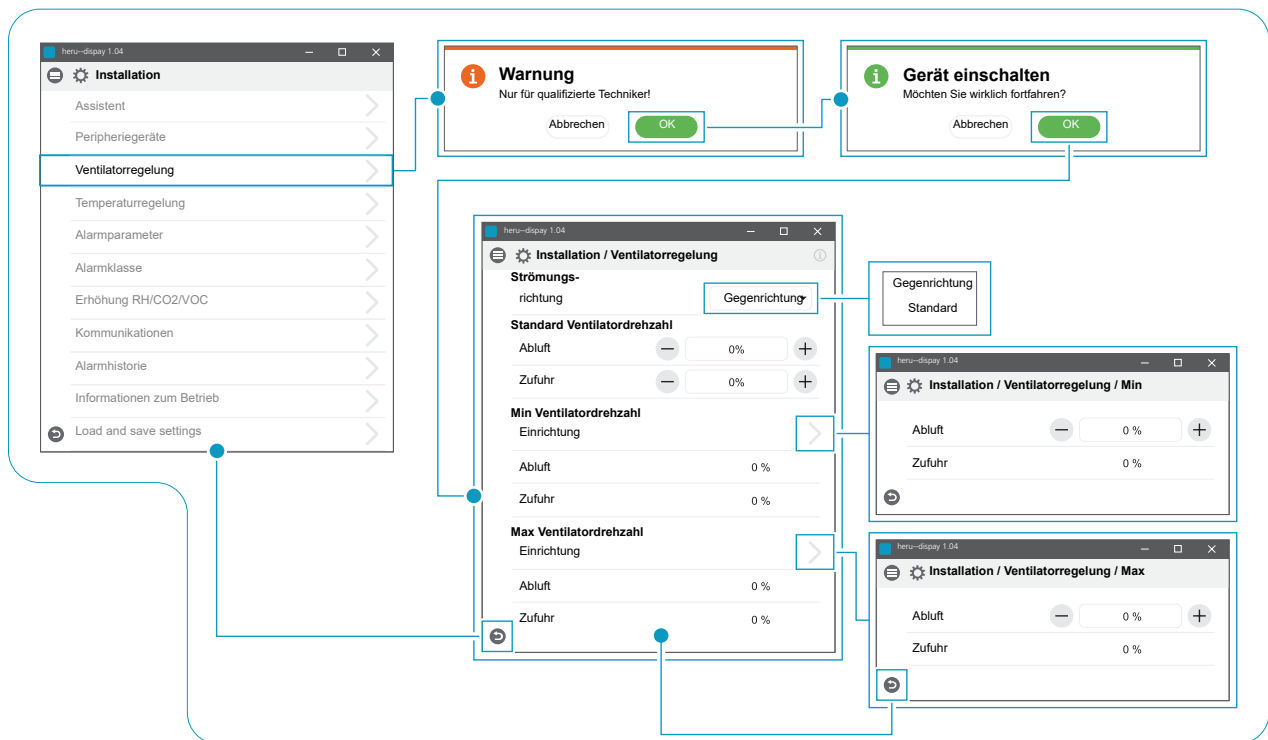 heru--dispay 1.04
Installation
Assistent
Peripheriegeräte
Ventilatorregelung
Temperaturregelung
Alarmparameter
Alarmklasse
Erhöhung RH/CO2/VOC
Kommunikationen
Alarmhistorie
Informationen zum Betrieb
Load and save settings
Warnung
Nur für qualifizierte Techniker!
Abbrechen
OK
Gerät einschalten
Möchten Sie wirklich fortfahren?
Abbrechen
OK
heru--dispay 1.04
Installation / Ventilatorregelung
Strömungs-
richtung
Gegenrichtung
Standard Ventilatordrehzahl
Abluft
0%
Zufuhr
0%
Min Ventilatordrehzahl
Einrichtung
Abluft
0 %
Zufuhr
0 %
Max Ventilatordrehzahl
Einrichtung
Abluft
0 %
Zufuhr
0 %
Gegenrichtung
Standard
heru--dispay 1.04
Installation / Ventilatorregelung / Min
Abluft
0 %
Zufuhr
0 %
heru--dispay 1.04
Installation / Ventilatorregelung / Max
Abluft
0 %
Zufuhr
0 %